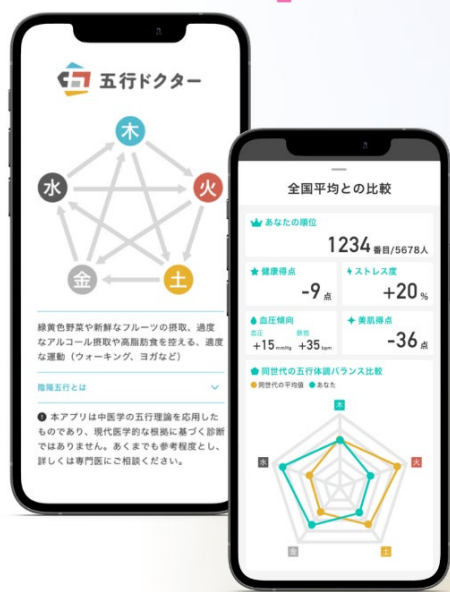 五行ドクター
木
水
火
金
土
緑黄色野菜や新鮮なフルーツの摂取、適度
なアルコール摂取や高脂肪食を控える、適度
な運動（ウォーキング、ヨガなど）
陰陽五行とは
本アプリは中医学の五行理論を応用した
ものであり、現代医学的な根拠に基づく診断
ではありません。あくまでも参考程度とし、
詳しくは専門医にご相談ください。
全国平均との比較
あなたの順位
1234 番目/5678人
健康得点
-9 点
ストレス度
+20 %
血圧傾向
血圧
+15 mmHg
脈拍
+35 bpm
美肌得点
-36 点
同世代の五行体調バランス比較
同世代の平均値 あなた
木
水
火
金
土